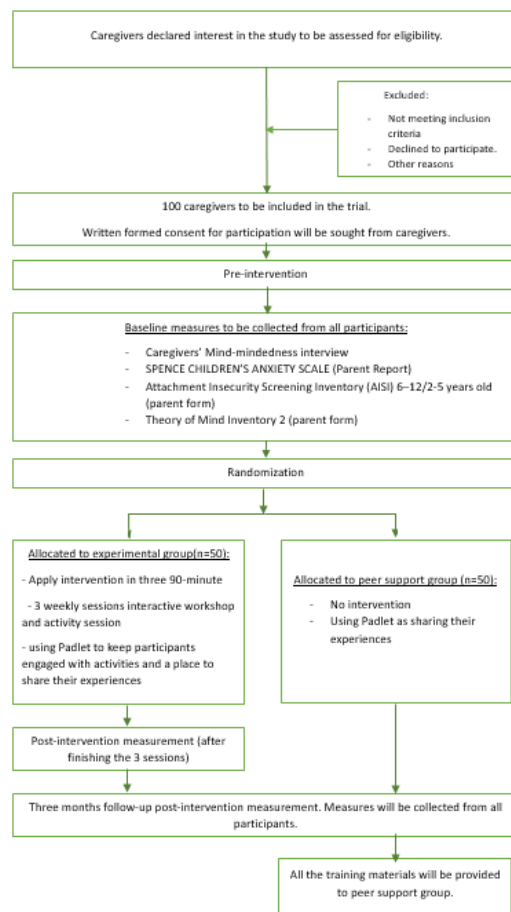 Caregivers declared interest in the study to be assessed for eligibility.
Excluded:
- Not meeting inclusion
criteria
- Declined to participate.
- Other reasons
100 caregivers to be included in the trial.
Written formed consent for participation will be sought from caregivers.
Pre-intervention
Baseline measures to be collected from all participants:
- Caregivers' Mind-mindedness interview
- SPENCE CHILDREN'S ANXIETY SCALE (Parent Report)
- Attachment Insecurity Screening Inventory (AISI) 6–12/2-5 years old
(parent form)
- Theory of Mind Inventory 2 (parent form)
Randomization
Allocated to experimental group(n=50):
- Apply intervention in three 90-minute
- 3 weekly sessions interactive workshop
and activity session
- using Padlet to keep participants
engaged with activities and a place to
share their experiences
Allocated to peer support group (n=50):
- No intervention
- Using Padlet as sharing their
experiences
Post-intervention measurement (after
finishing the 3 sessions)
Three months follow-up post-intervention measurement. Measures will be collected from all
participants.
All the training materials will be provided
to peer support group.